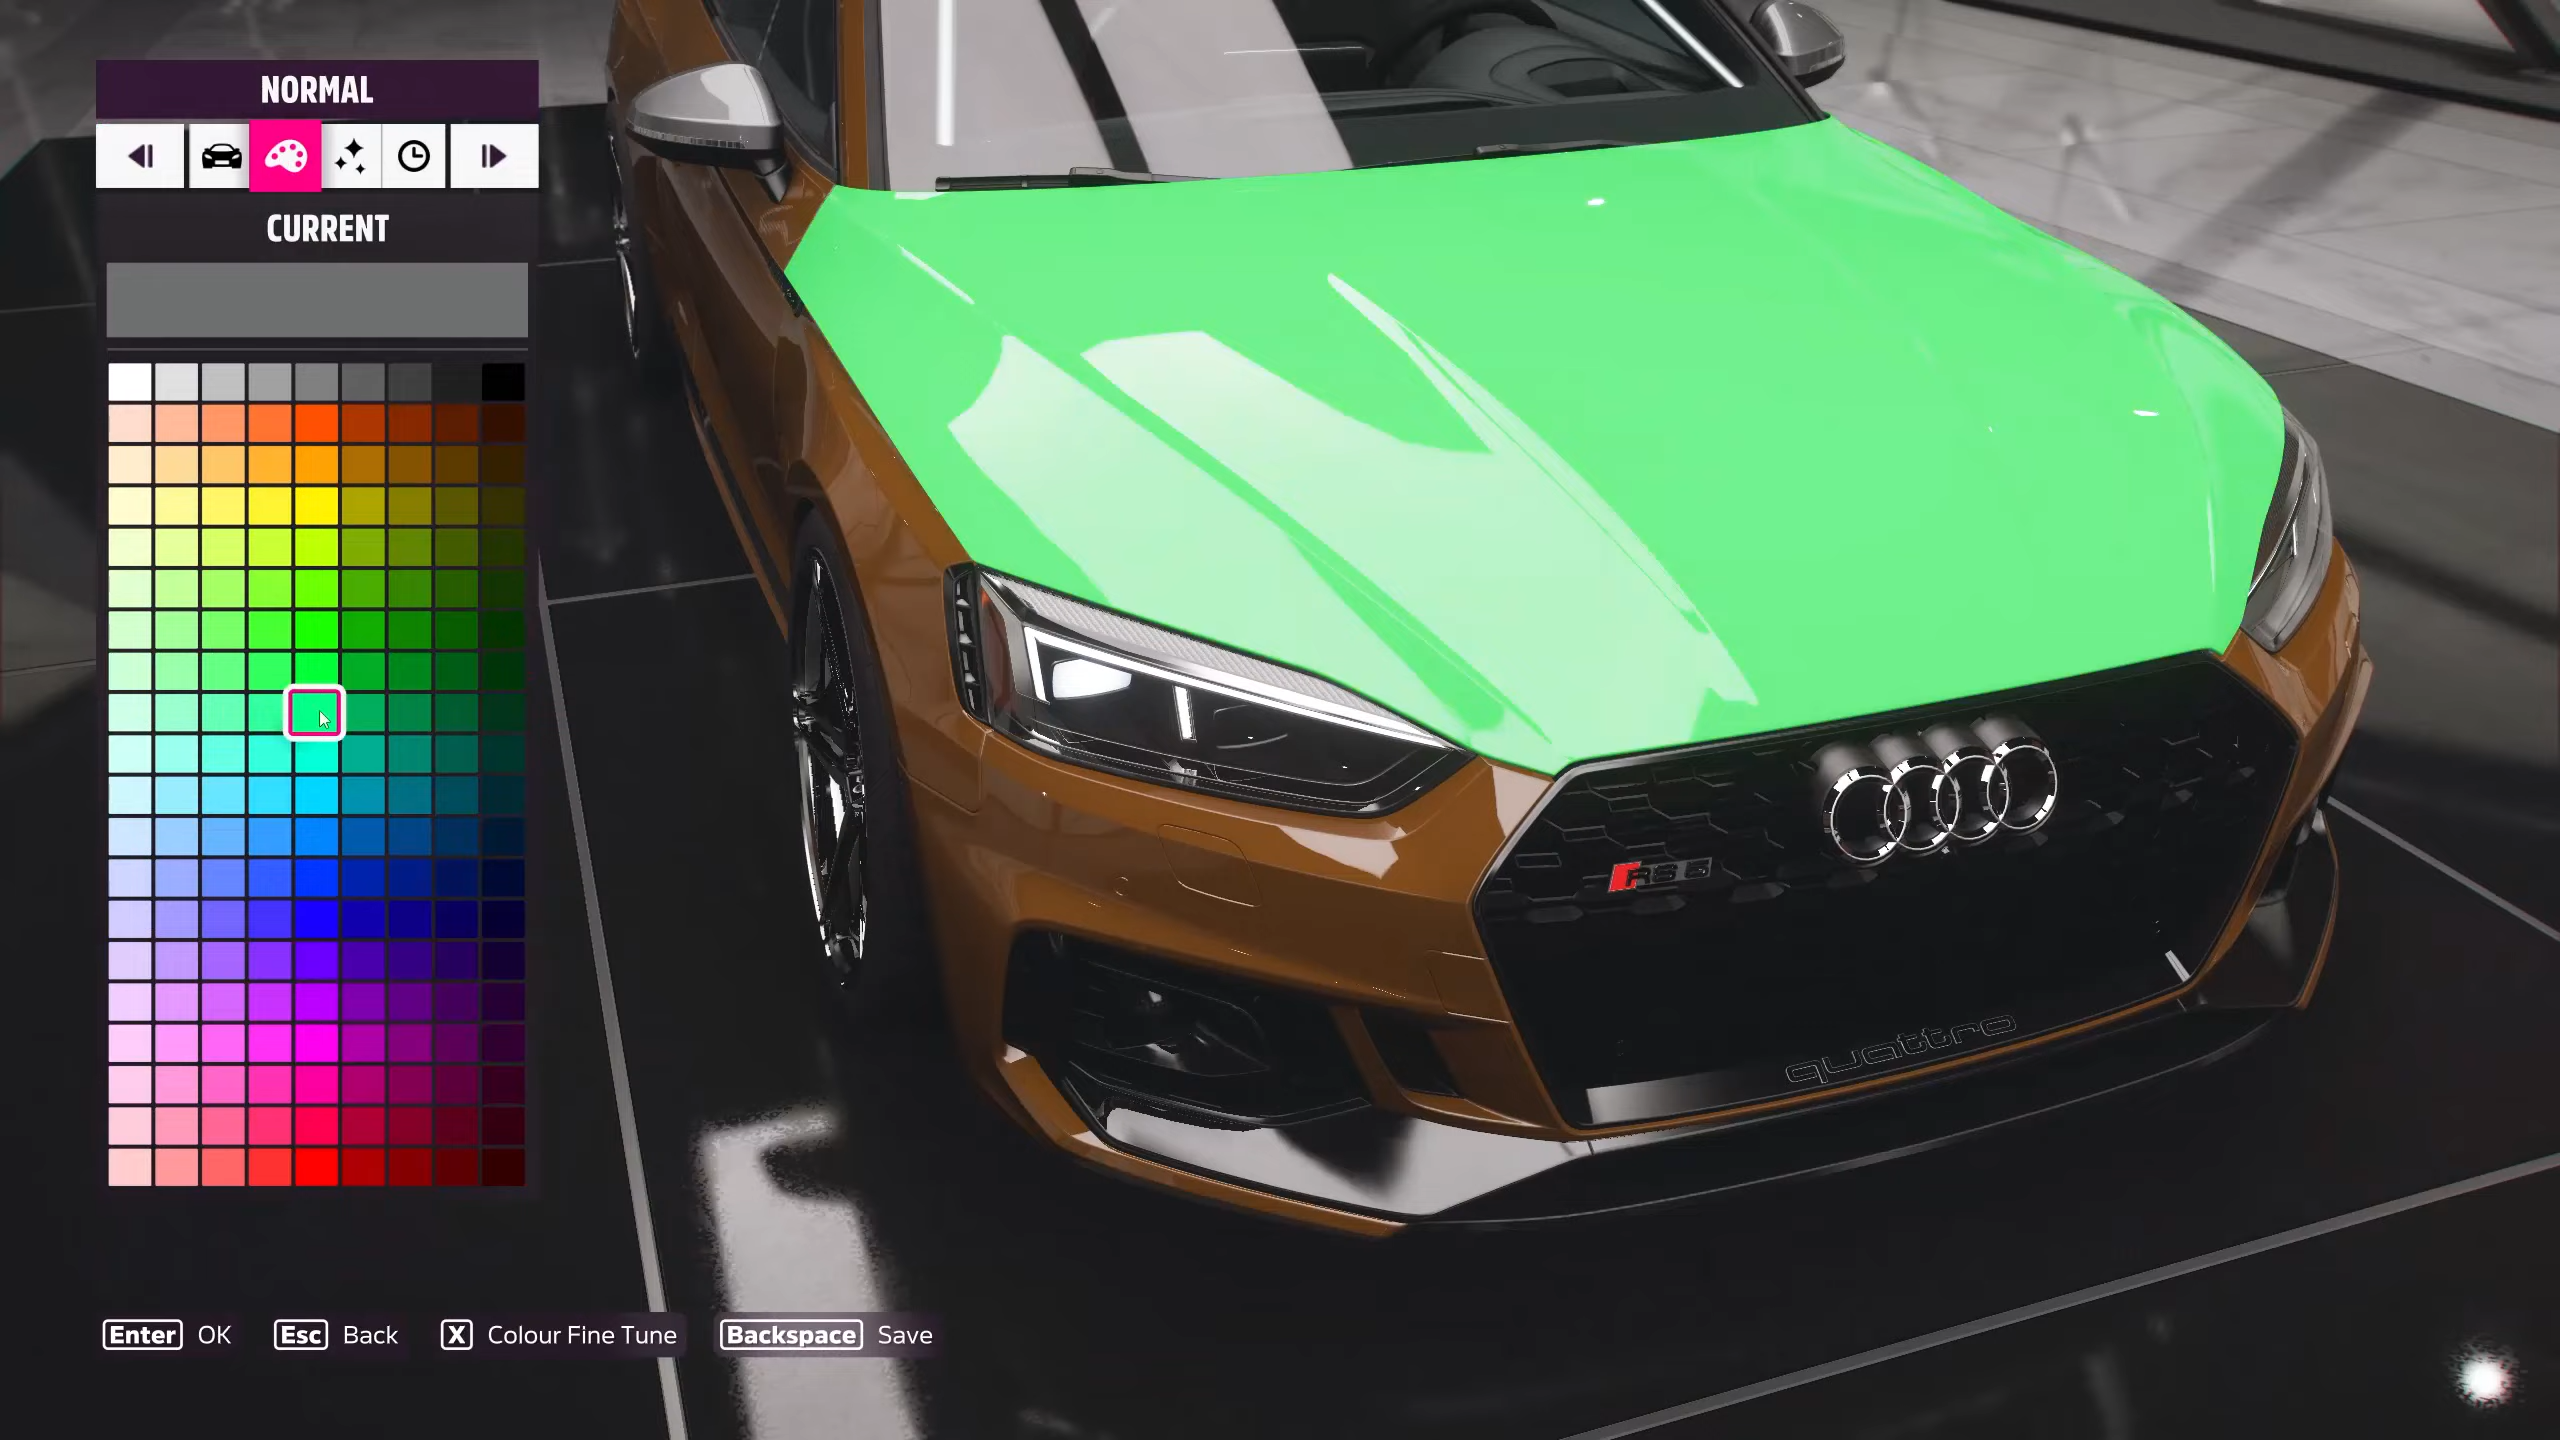 NORMAL
CURRENT
RS 5
quattro
Enter OK Esc Back X Colour Fine Tune Backspace Save